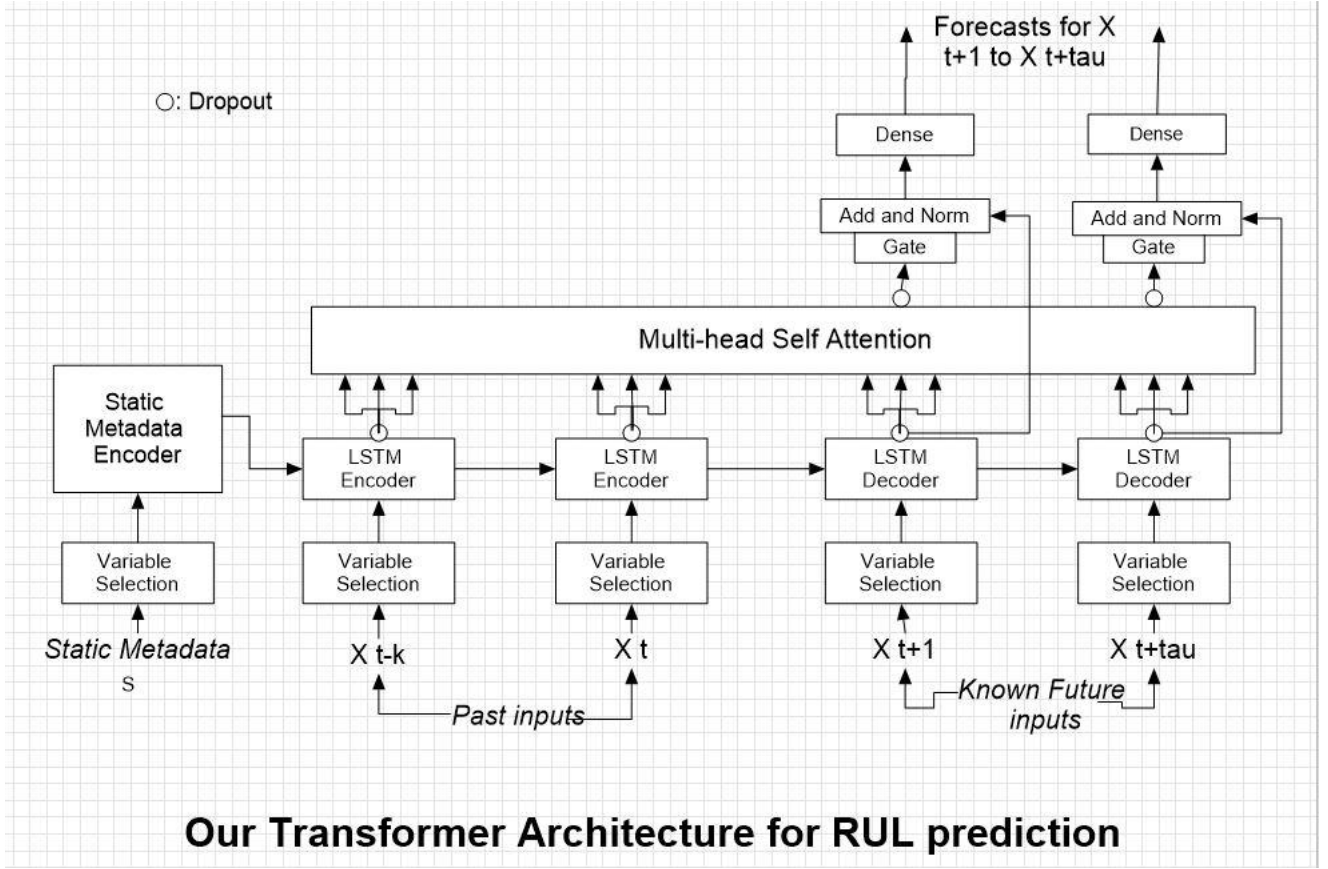 Forecasts for X
t+1 to X t+tau
○: Dropout
Dense
Dense
Add and Norm
Add and Norm
Gate
Gate
Multi-head Self Attention
Static
Metadata
Encoder
LSTM
Encoder
LSTM
Encoder
LSTM
Decoder
LSTM
Decoder
Variable
Selection
Variable
Selection
Variable
Selection
Variable
Selection
Variable
Selection
Static Metadata
S
X t-k
X t
X t+1
X t+tau
Past inputs
Known Future
inputs
Our Transformer Architecture for RUL prediction